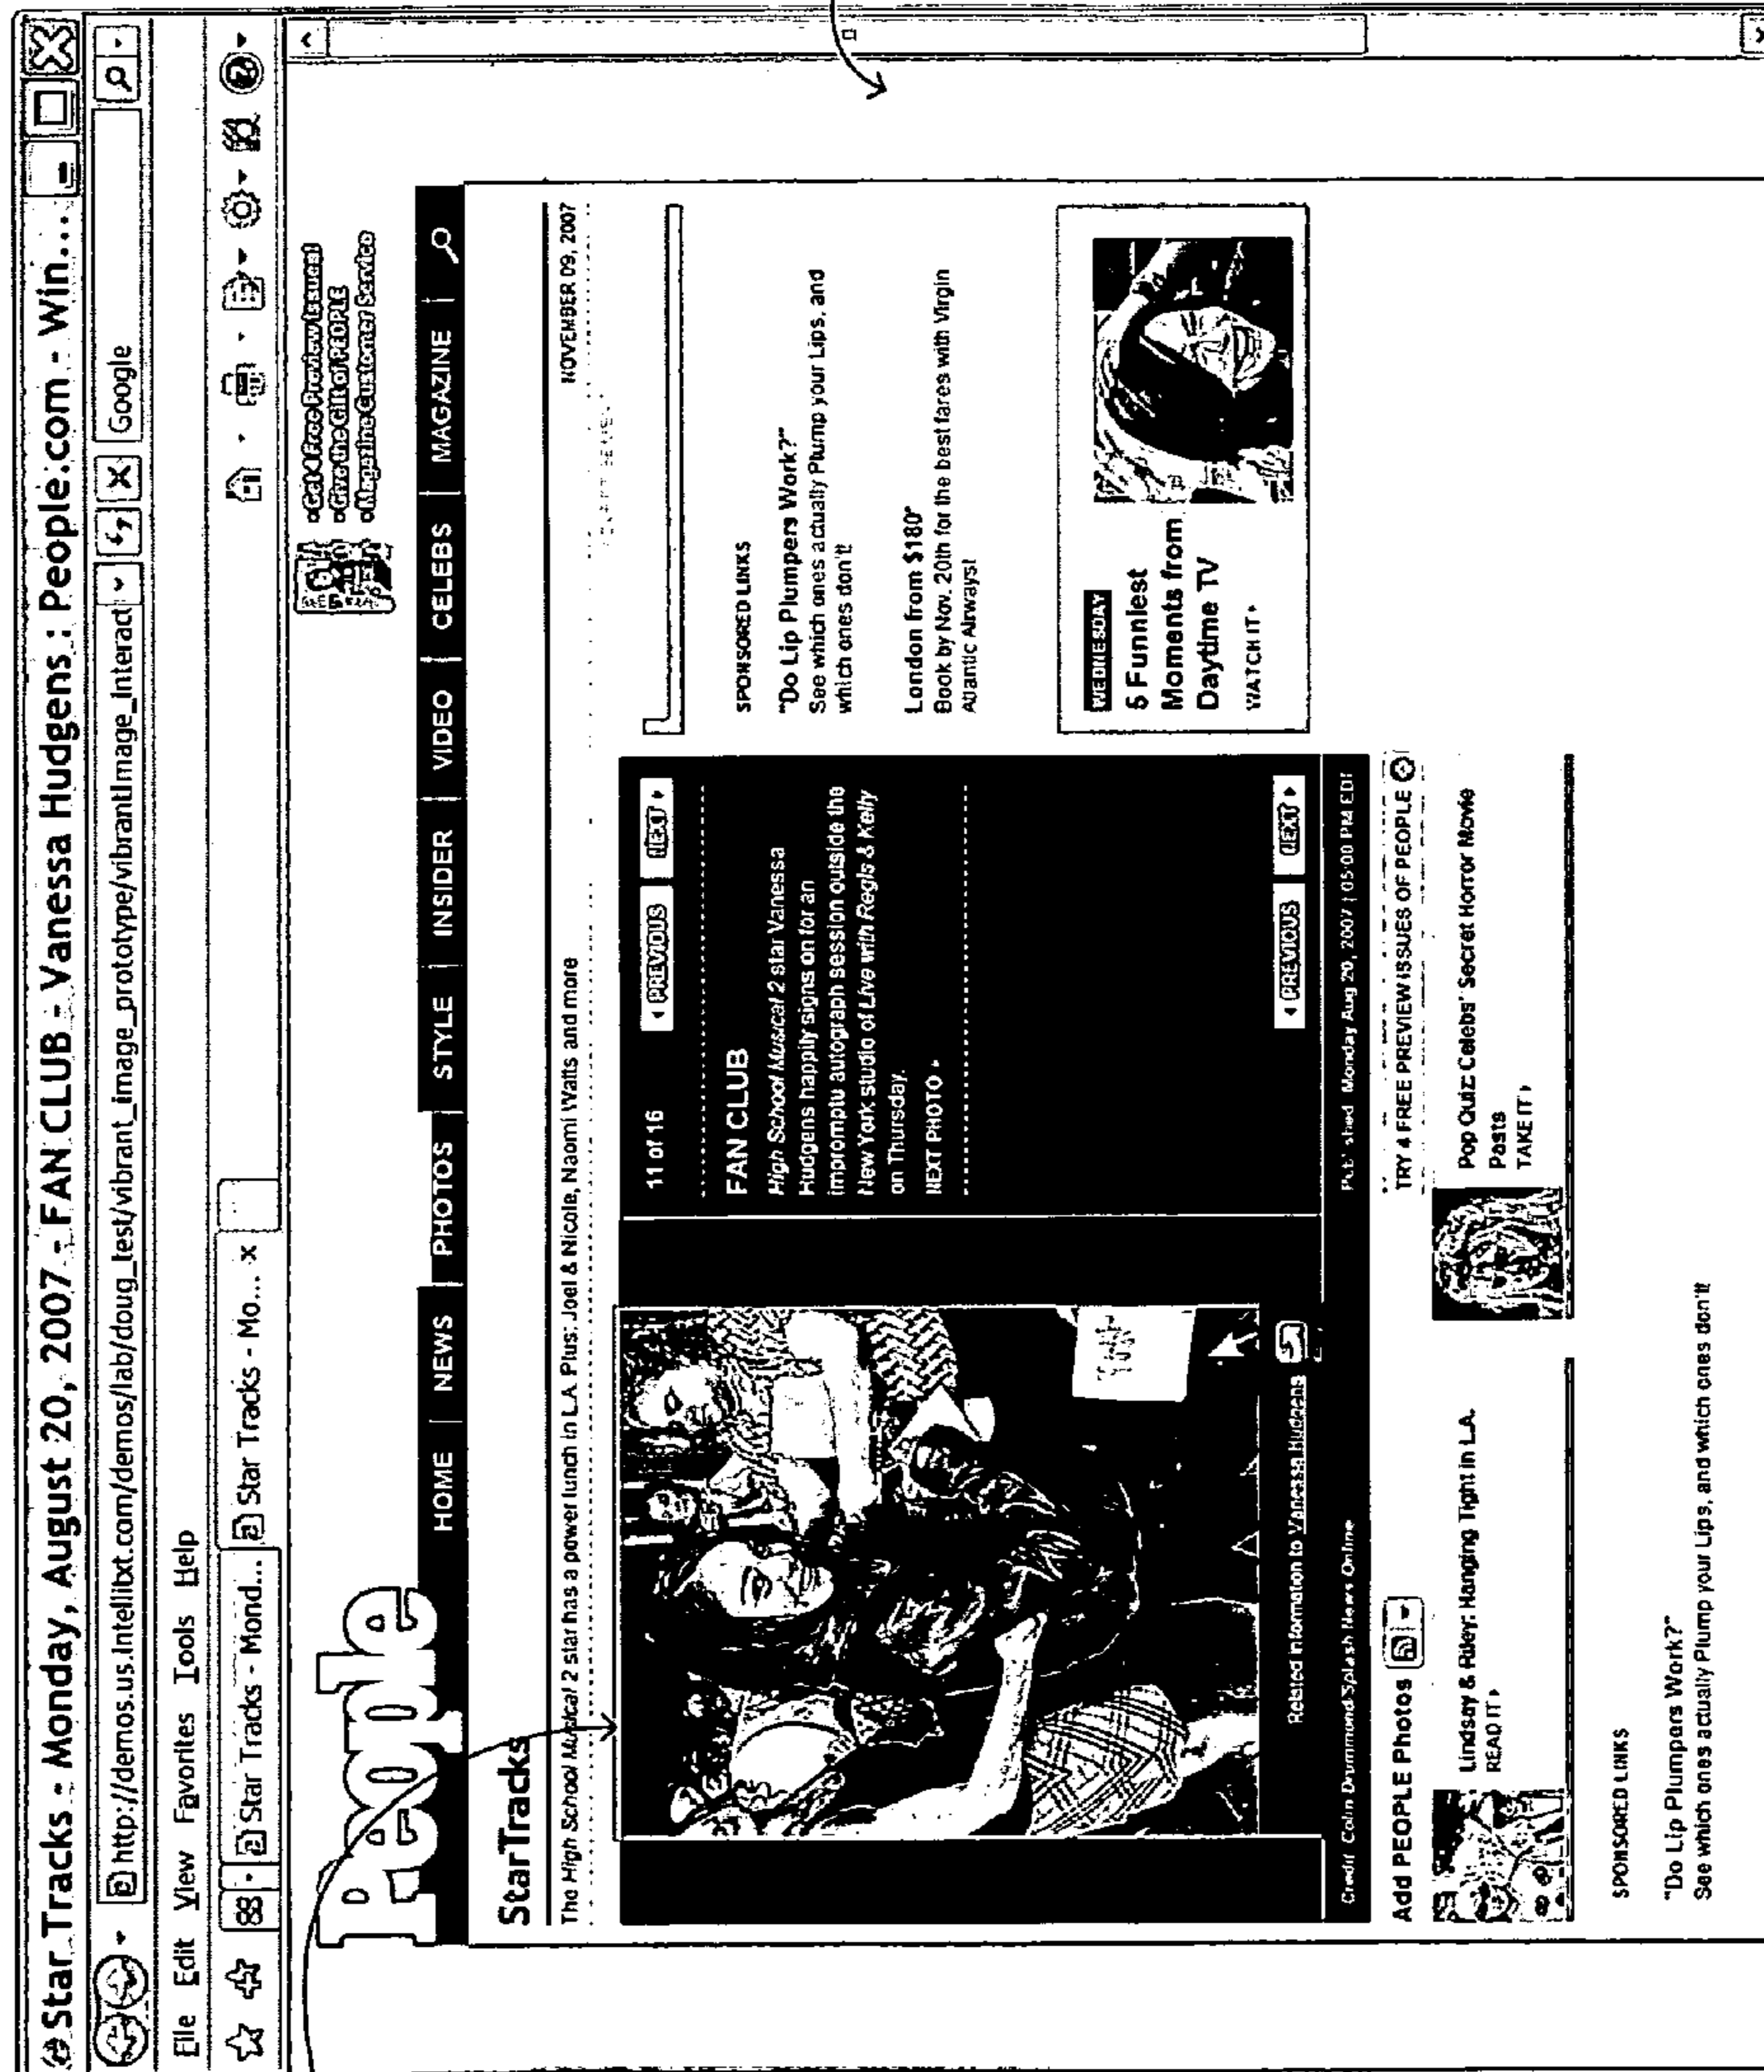 Star Tracks - Monday, August 20, 2007 - FAN CLUB - Vanessa Hudgens : People.com - Win...
http://demos.us.intellitxt.com/demos/lab/doug_test/vibrant_image_prototype/vibrantImage_Interact
Google
File Edit View Favorites Tools Help
Star Tracks - Mond...
Star Tracks - Mo... x
People
• Get 4 Free Preview Issues!
• Give the Gift of PEOPLE
• Magazine Customer Service
HOME | NEWS | PHOTOS | STYLE | INSIDER | VIDEO | CELEBS | MAGAZINE
StarTracks
The High School Musical 2 star has a power lunch in L.A. Plus: Joel & Nicole, Naomi Watts and more
NOVEMBER 09, 2007
11 of 16
PREVIOUS
NEXT
FAN CLUB
High School Musical 2 star Vanessa
Hudgens happily signs on for an
impromptu autograph session outside the
New York studio of Live with Regis & Kelly
on Thursday.
NEXT PHOTO
PREVIOUS
NEXT
Related information to Vanessa Hudgens
Credit: Colin Drummond/Splash News Online
Published Monday Aug 20, 2007 | 05:00 PM EDT
SPONSORED LINKS
"Do Lip Plumpers Work?"
See which ones actually Plump your Lips, and
which ones don't!
London from $180*
Book by Nov. 20th for the best fares with Virgin
Atlantic Airways!
WEDNESDAY
5 Funniest
Moments from
Daytime TV
WATCH IT
Add PEOPLE Photos
TRY 4 FREE PREVIEW ISSUES OF PEOPLE
Lindsay & Riley: Hanging Tight in L.A.
READ IT
Pop Quiz: Celebs' Secret Horror Movie
Pasts
TAKE IT
SPONSORED LINKS
"Do Lip Plumpers Work?"
See which ones actually Plump your Lips, and which ones don't!